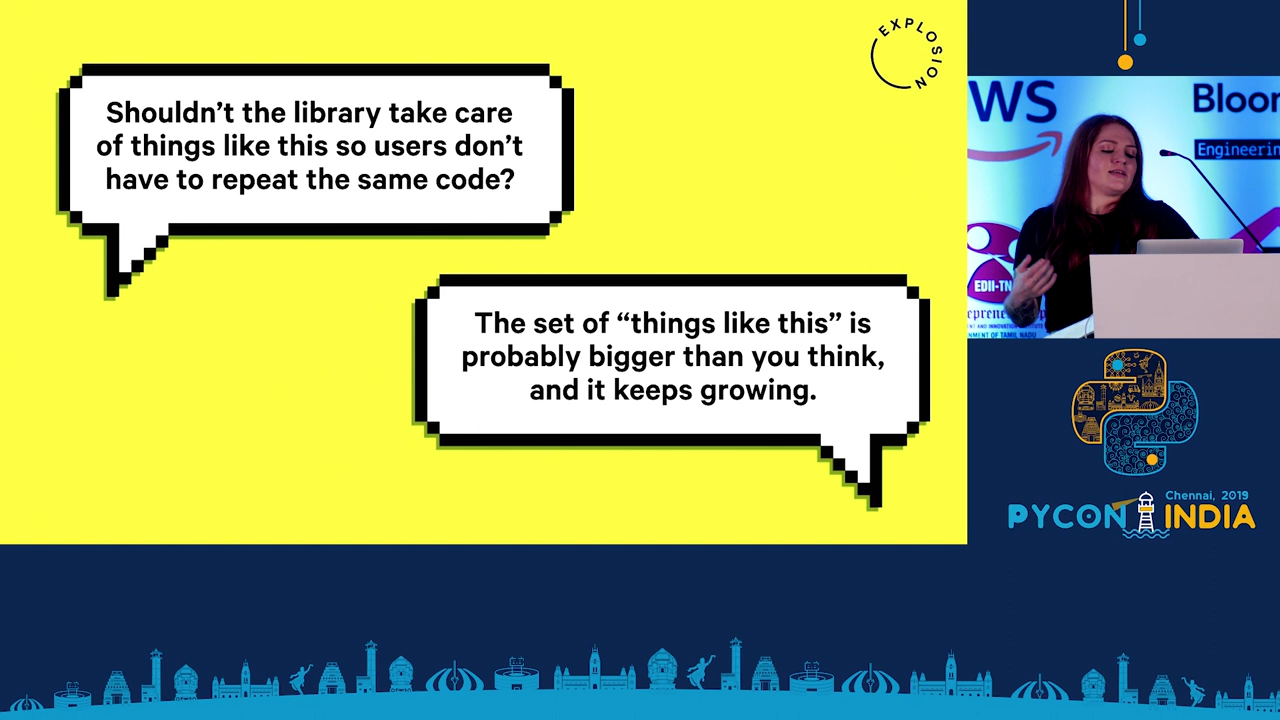 EXPLOSION
Shouldn’t the library take care
of things like this so users don’t
have to repeat the same code?
The set of “things like this” is
probably bigger than you think,
and it keeps growing.
WS
Bloom
Engineerin
EDII-TN
Chennai, 2019
PYCON INDIA